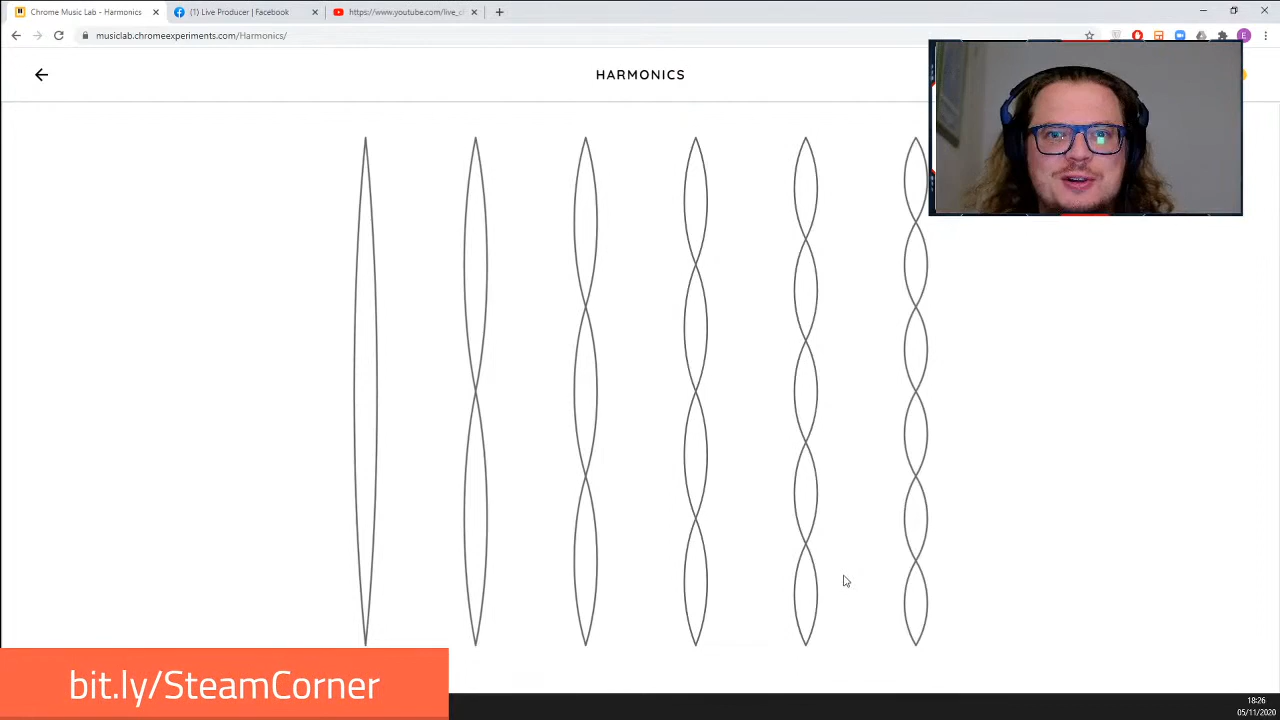 Chrome Music Lab - Harmonics
(1) Live Producer | Facebook
https://www.youtube.com/live_c
musiclab.chromeexperiments.com/Harmonics/
E
HARMONICS
bit.ly/SteamCorner
18:26
05/11/2020